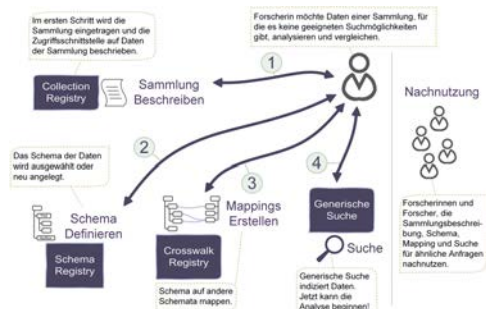 Im ersten Schritt wird die
Sammlung eingetragen und die
Zugriffsschnittstelle auf Daten
der Sammlung beschrieben.
Forscherin möchte Daten einer Sammlung, für
die es keine geeigneten Suchmöglichkeiten
gibt, analysieren und vergleichen.
1
Collection
Registry
Sammlung
Beschreiben
Nachnutzung
2
Das Schema der Daten
wird ausgewählt oder
neu angelegt.
3
4
Schema
Definieren
Schema
Registry
Mappings
Erstellen
Crosswalk
Registry
Schema auf andere
Schemata mappen.
Generische
Suche
Suche
Generische Suche
indiziert Daten.
Jetzt kann die
Analyse beginnen!
Forscherinnen und
Forscher, die
Sammlungsbeschrei-
bung, Schema,
Mapping und Suche
für ähnliche Anfragen
nachnutzen.